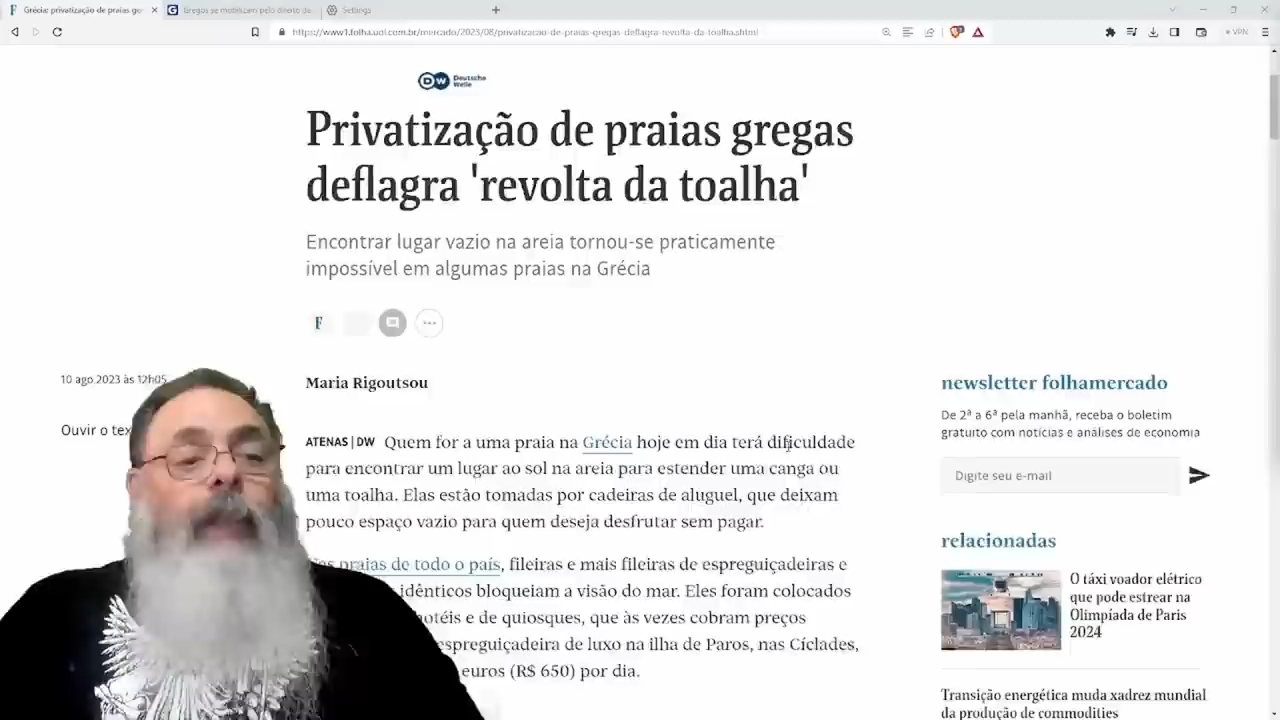 Grécia: privatização de praias gre
Gregos se mobilizam pelo direito de
Settings
https://www1.folha.uol.com.br/mercado/2023/08/privatizacao-de-praias-gregas-deflagra-revolta-da-toalha.shtml
VPN
DW Deutsche
Welle
Privatização de praias gregas
deflagra 'revolta da toalha'
Encontrar lugar vazio na areia tornou-se praticamente
impossível em algumas praias na Grécia
F
10 ago.2023 às 12h05
Ouvir o tex
Maria Rigoutsou
ATENAS | DW Quem for a uma praia na Grécia hoje em dia terá dificuldade
para encontrar um lugar ao sol na areia para estender uma canga ou
uma toalha. Elas estão tomadas por cadeiras de aluguel, que deixam
pouco espaço vazio para quem deseja desfrutar sem pagar.
praias de todo o país, fileiras e mais fileiras de espreguiçadeiras e
idênticos bloqueiam a visão do mar. Eles foram colocados
hotéis e de quiosques, que às vezes cobram preços
espreguiçadeira de luxo na ilha de Paros, nas Cíclades,
euros (R$ 650) por dia.
newsletter folhamercado
De 2ª a 6ª pela manhã, receba o boletim
gratuito com notícias e análises de economia
Digite seu e-mail
relacionadas
O táxi voador elétrico
que pode estrear na
Olimpíada de Paris
2024
Transição energética muda xadrez mundial
da produção de commodities